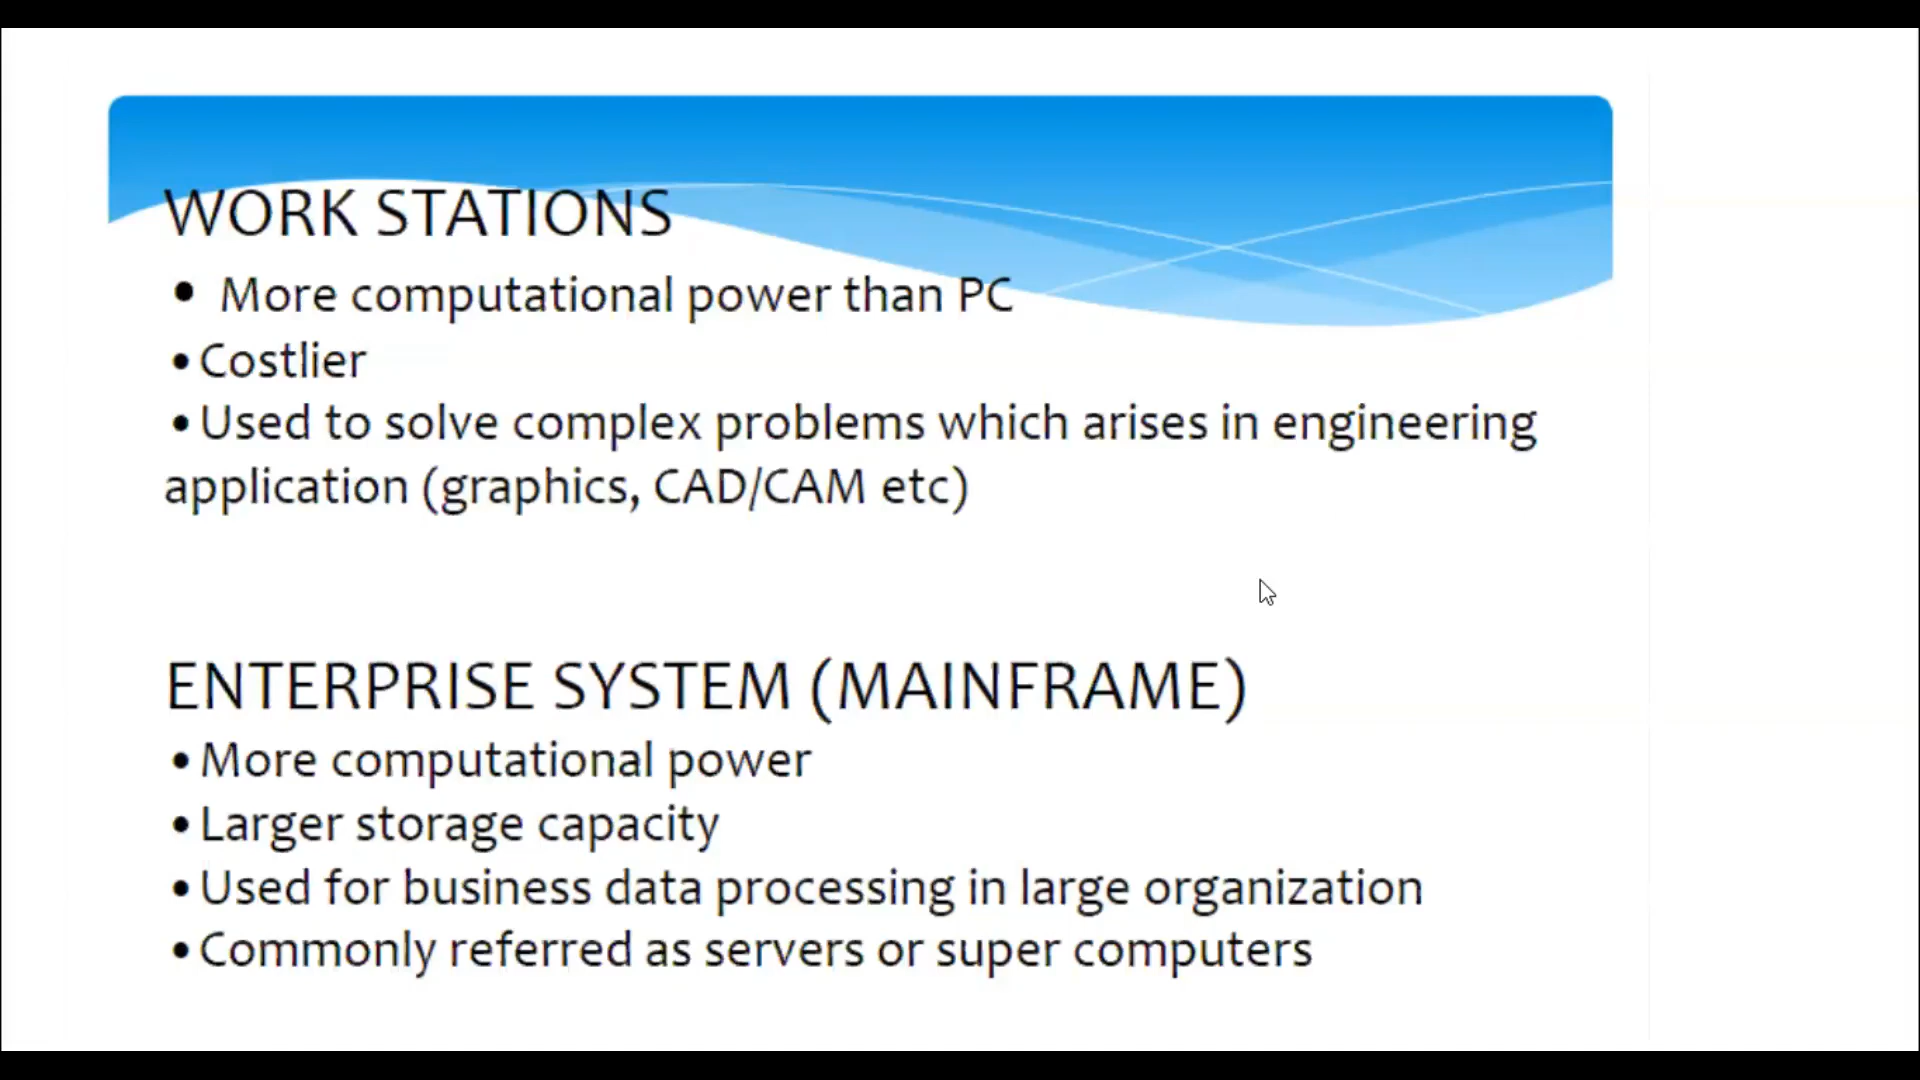 WORK STATIONS
• More computational power than PC
•Costlier
•Used to solve complex problems which arises in engineering
application (graphics, CAD/CAM etc)
ENTERPRISE SYSTEM (MAINFRAME)
•More computational power
•Larger storage capacity
•Used for business data processing in large organization
•Commonly referred as servers or super computers